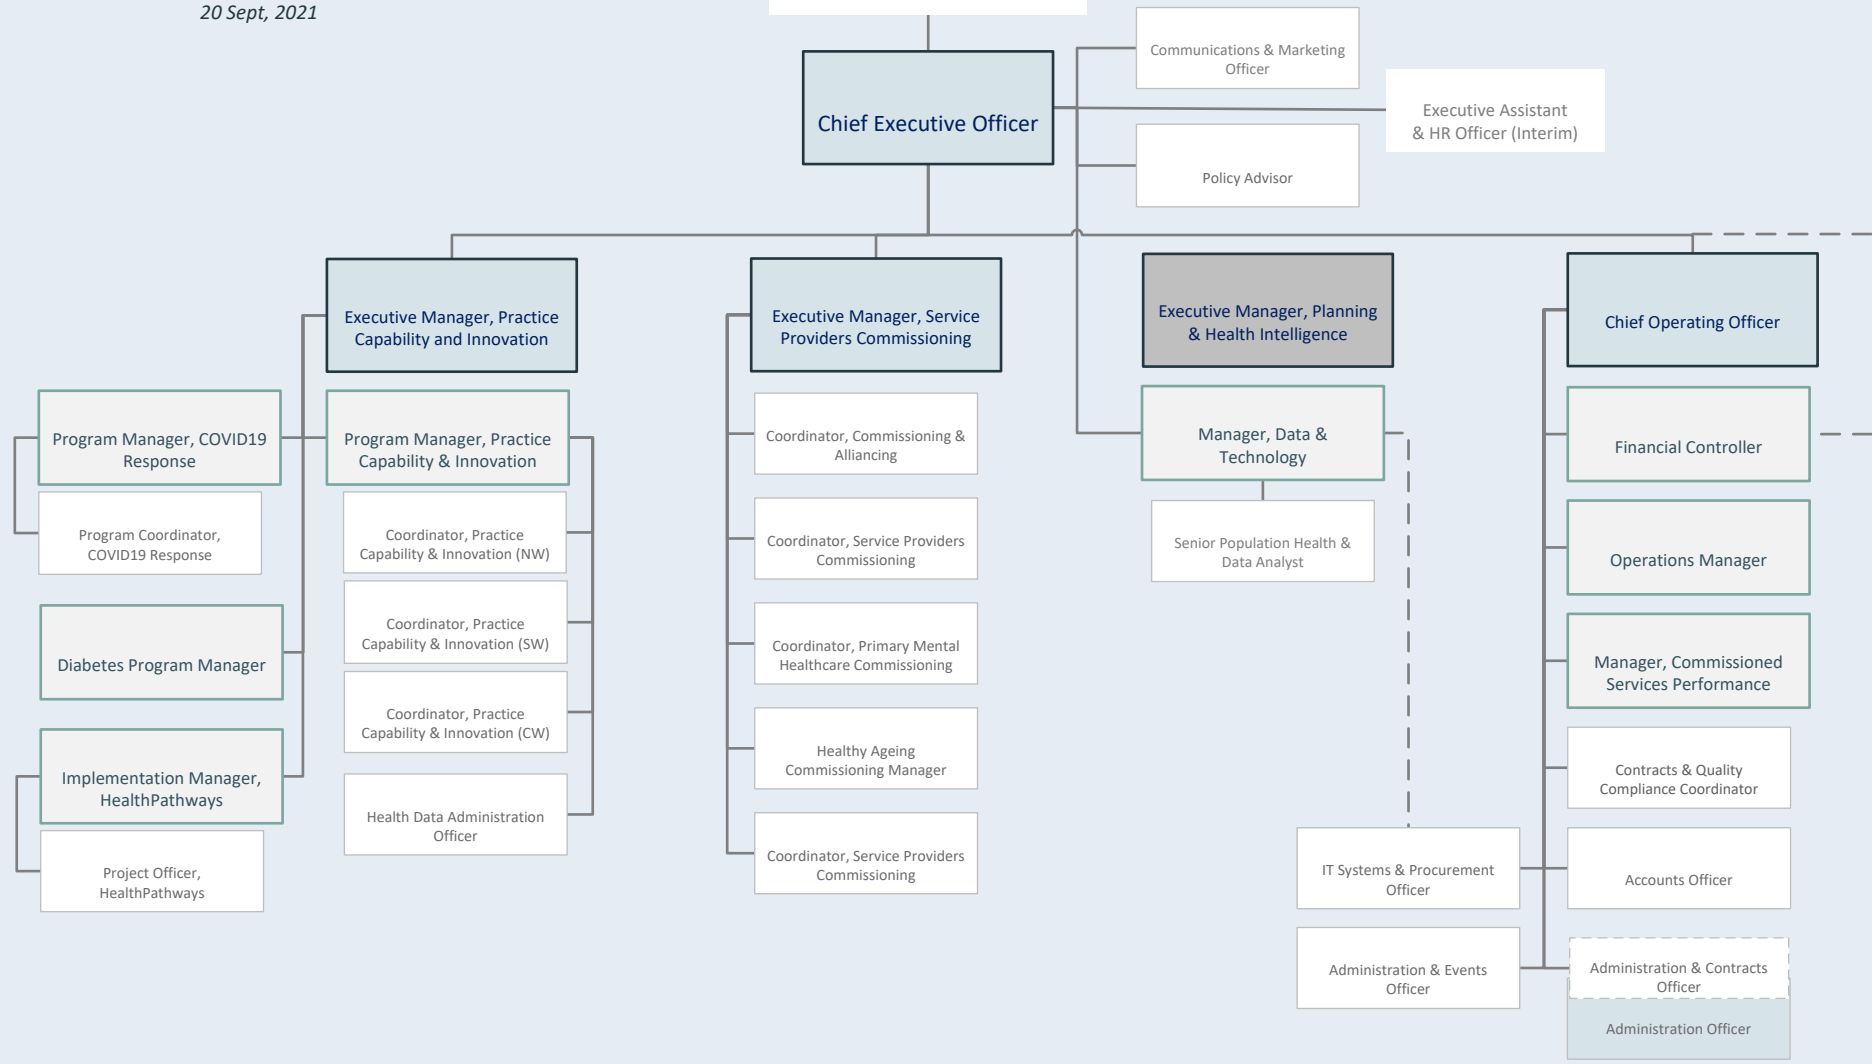 20 Sept, 2021
Communications & Marketing
Officer
Chief Executive Officer
Executive Assistant
& HR Officer (Interim)
Policy Advisor
Executive Manager, Practice
Capability and Innovation
Executive Manager, Service
Providers Commissioning
Executive Manager, Planning
& Health Intelligence
Chief Operating Officer
Program Manager, COVID19
Response
Program Coordinator,
COVID19 Response
Diabetes Program Manager
Implementation Manager,
HealthPathways
Project Officer,
HealthPathways
Program Manager, Practice
Capability & Innovation
Coordinator, Practice
Capability & Innovation (NW)
Coordinator, Practice
Capability & Innovation (SW)
Coordinator, Practice
Capability & Innovation (CW)
Health Data Administration
Officer
Coordinator, Commissioning &
Alliancing
Coordinator, Service Providers
Commissioning
Coordinator, Primary Mental
Healthcare Commissioning
Healthy Ageing
Commissioning Manager
Coordinator, Service Providers
Commissioning
Manager, Data &
Technology
Senior Population Health &
Data Analyst
Financial Controller
Operations Manager
Manager, Commissioned
Services Performance
Contracts & Quality
Compliance Coordinator
IT Systems & Procurement
Officer
Accounts Officer
Administration & Events
Officer
Administration & Contracts
Officer
Administration Officer